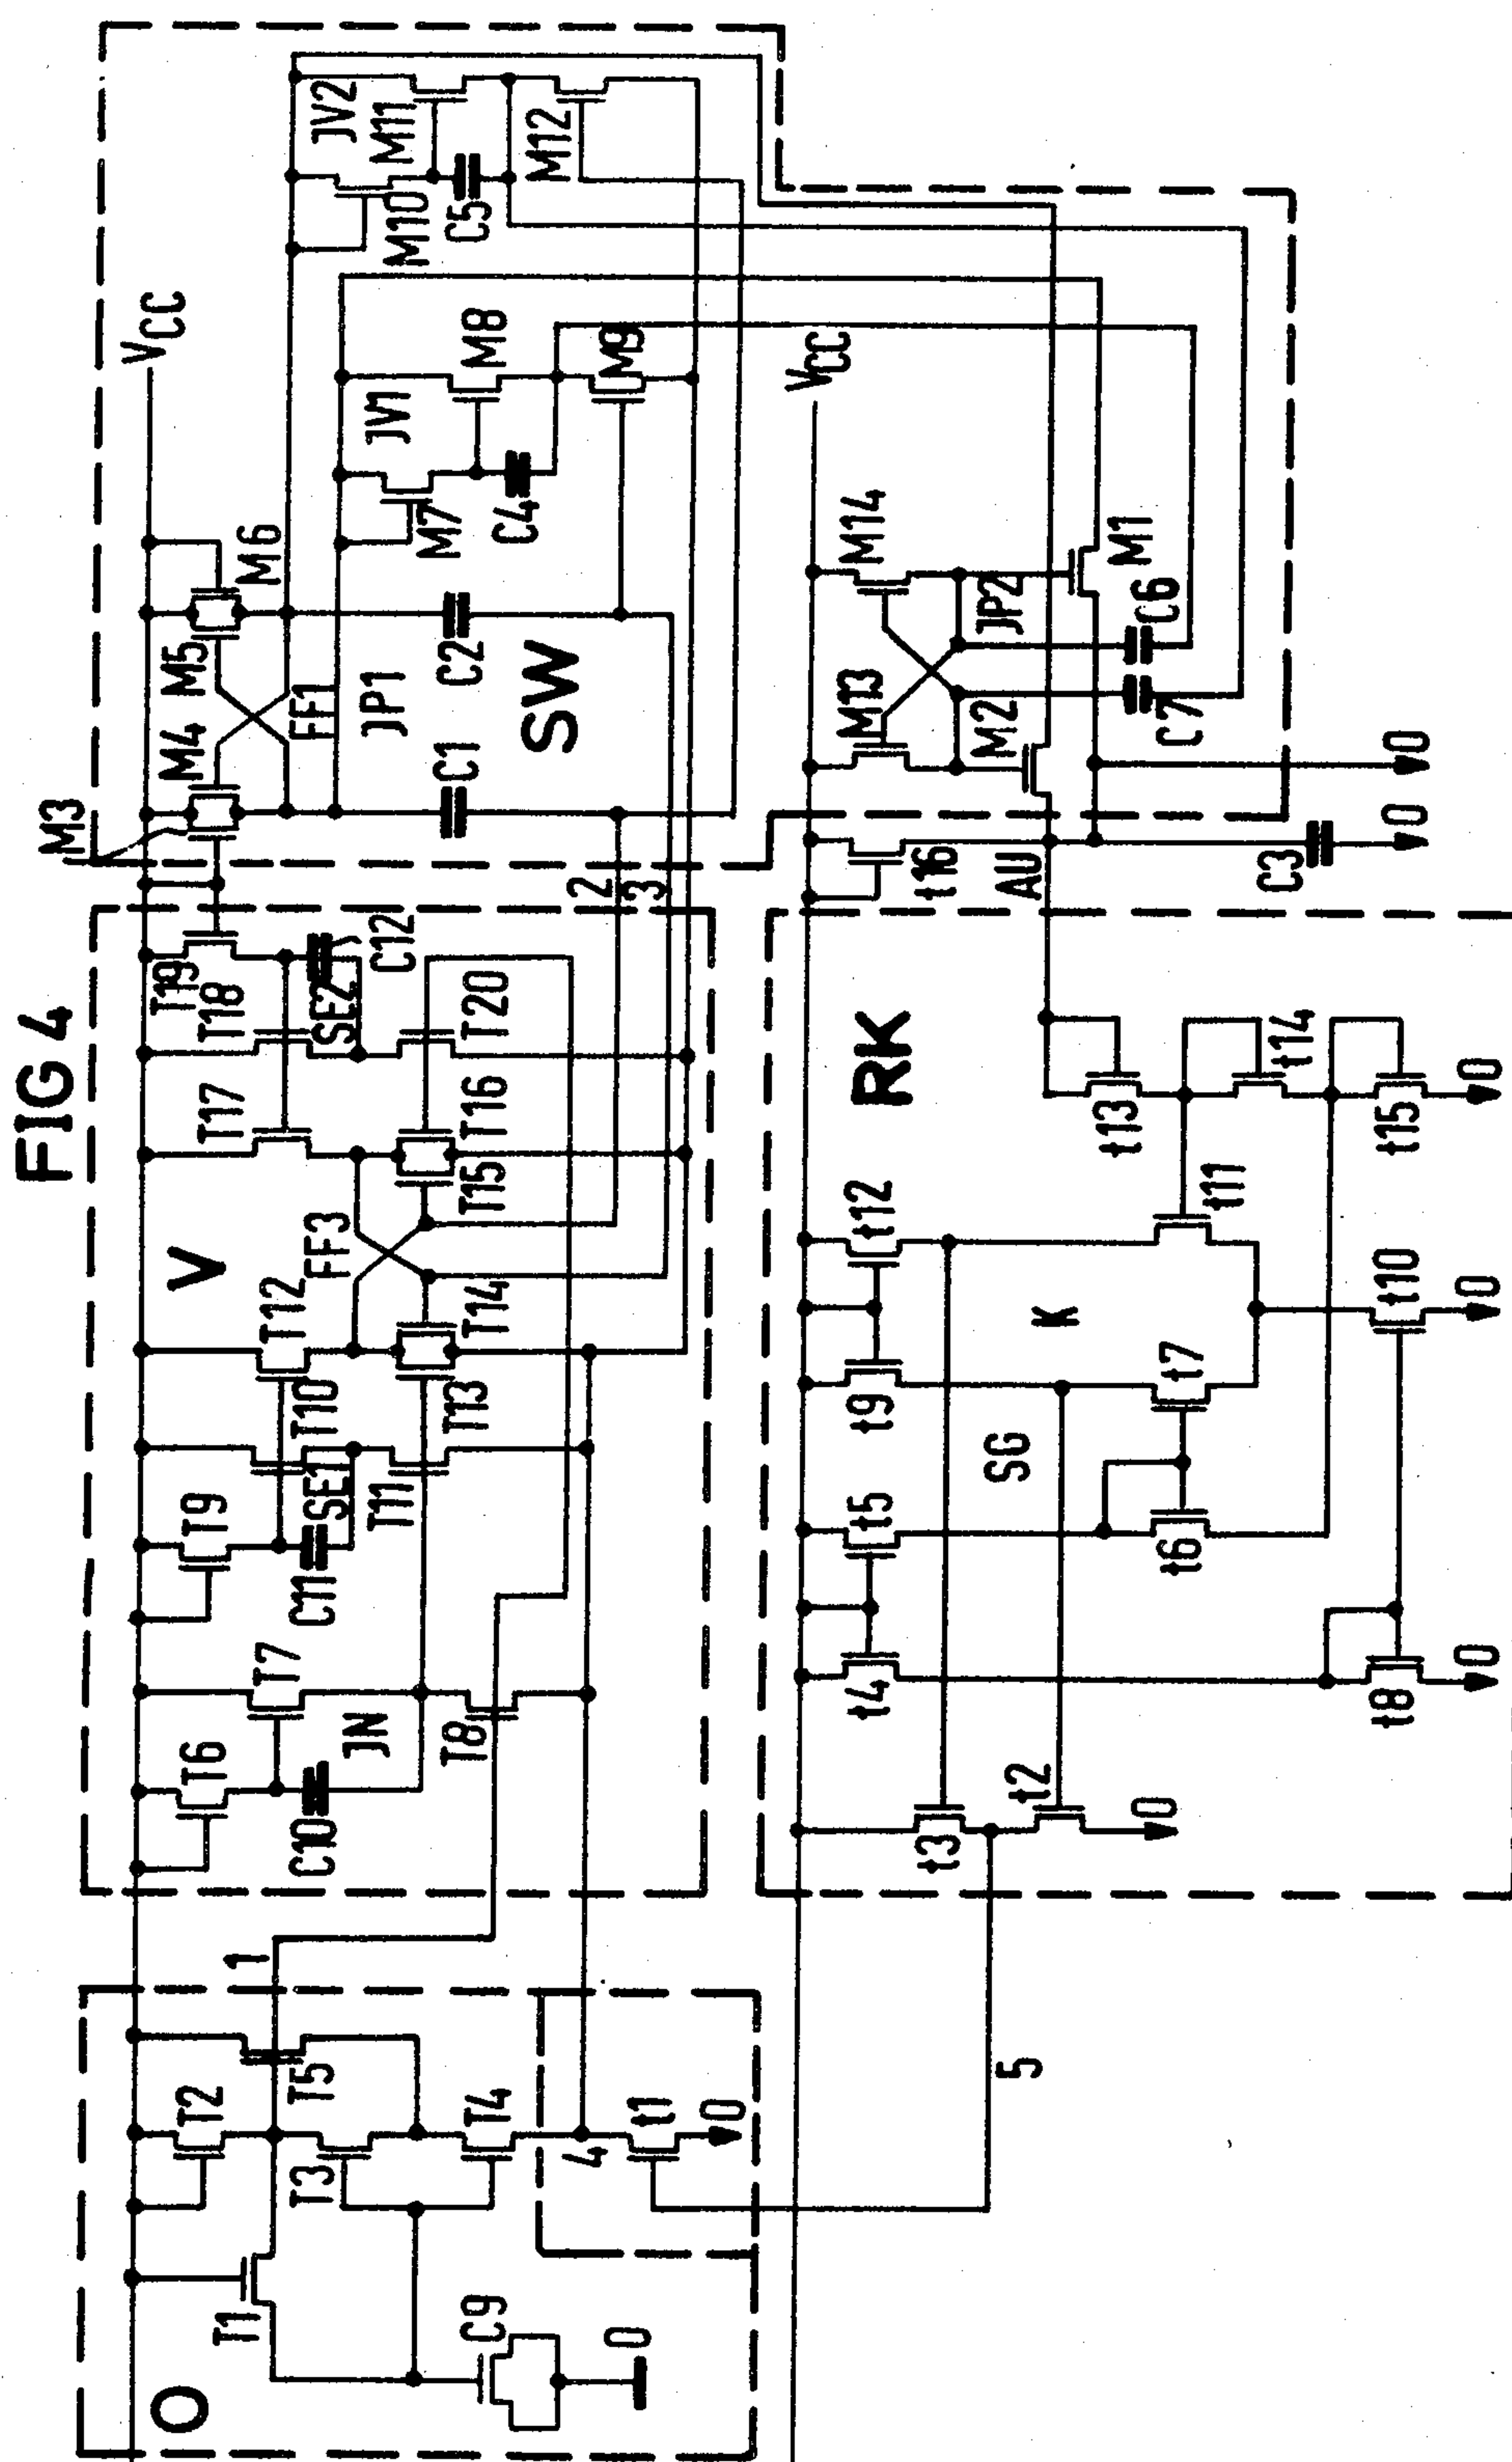 FIG 4
O
T1
C9
O
T2
T3
T5
T4
4
t1
O
1
5
V
T6
T7
C10
JN
T8
T9
C11
T10
SE1
T11
T12
T13
T14
FF3
T15
T16
T17
T18
T19
SE2
C12
T20
2
3
M3
M4
M5
M6
VCC
FF1
JP1
C1
C2
SW
M7
JV1
C4
M8
M9
M10
JV2
M11
C5
M12
VCC
M13
M14
JP2
M2
M1
C7
C6
O
C3
O
t16
AU
RK
t3
t2
O
t4
t5
t8
O
t6
SG
t9
t7
K
t12
t11
t10
O
t13
t14
t15
O